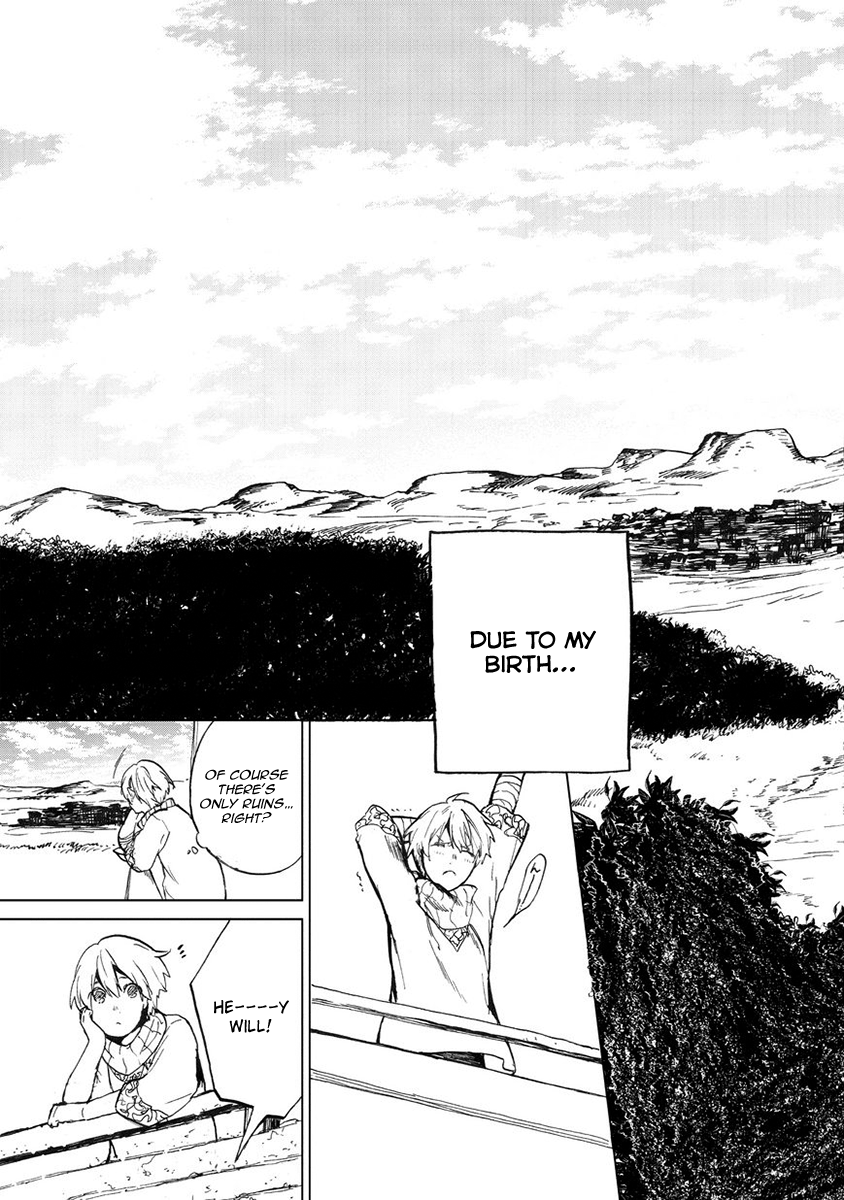 DUE TO MY
BIRTH...
OF COURSE
THERE'S
ONLY RUINS...
RIGHT?
HE----Y
WILL!